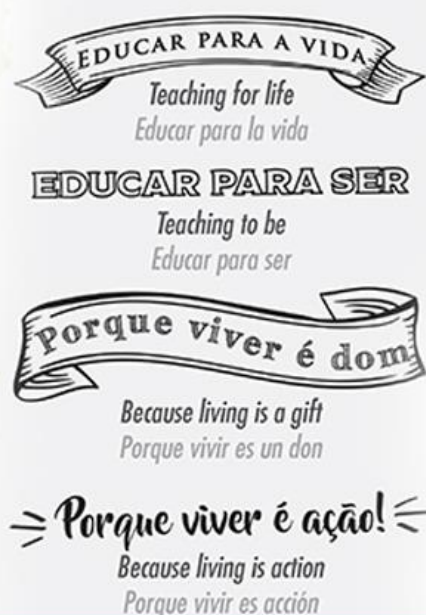 EDUCAR PARA A VIDA
Teaching for life
Educar para la vida
EDUCAR PARA SER
Teaching to be
Educar para ser
Porque viver é dom
Because living is a gift
Porque vivir es un don
Porque viver é ação!
Because living is action
Porque vivir es acción